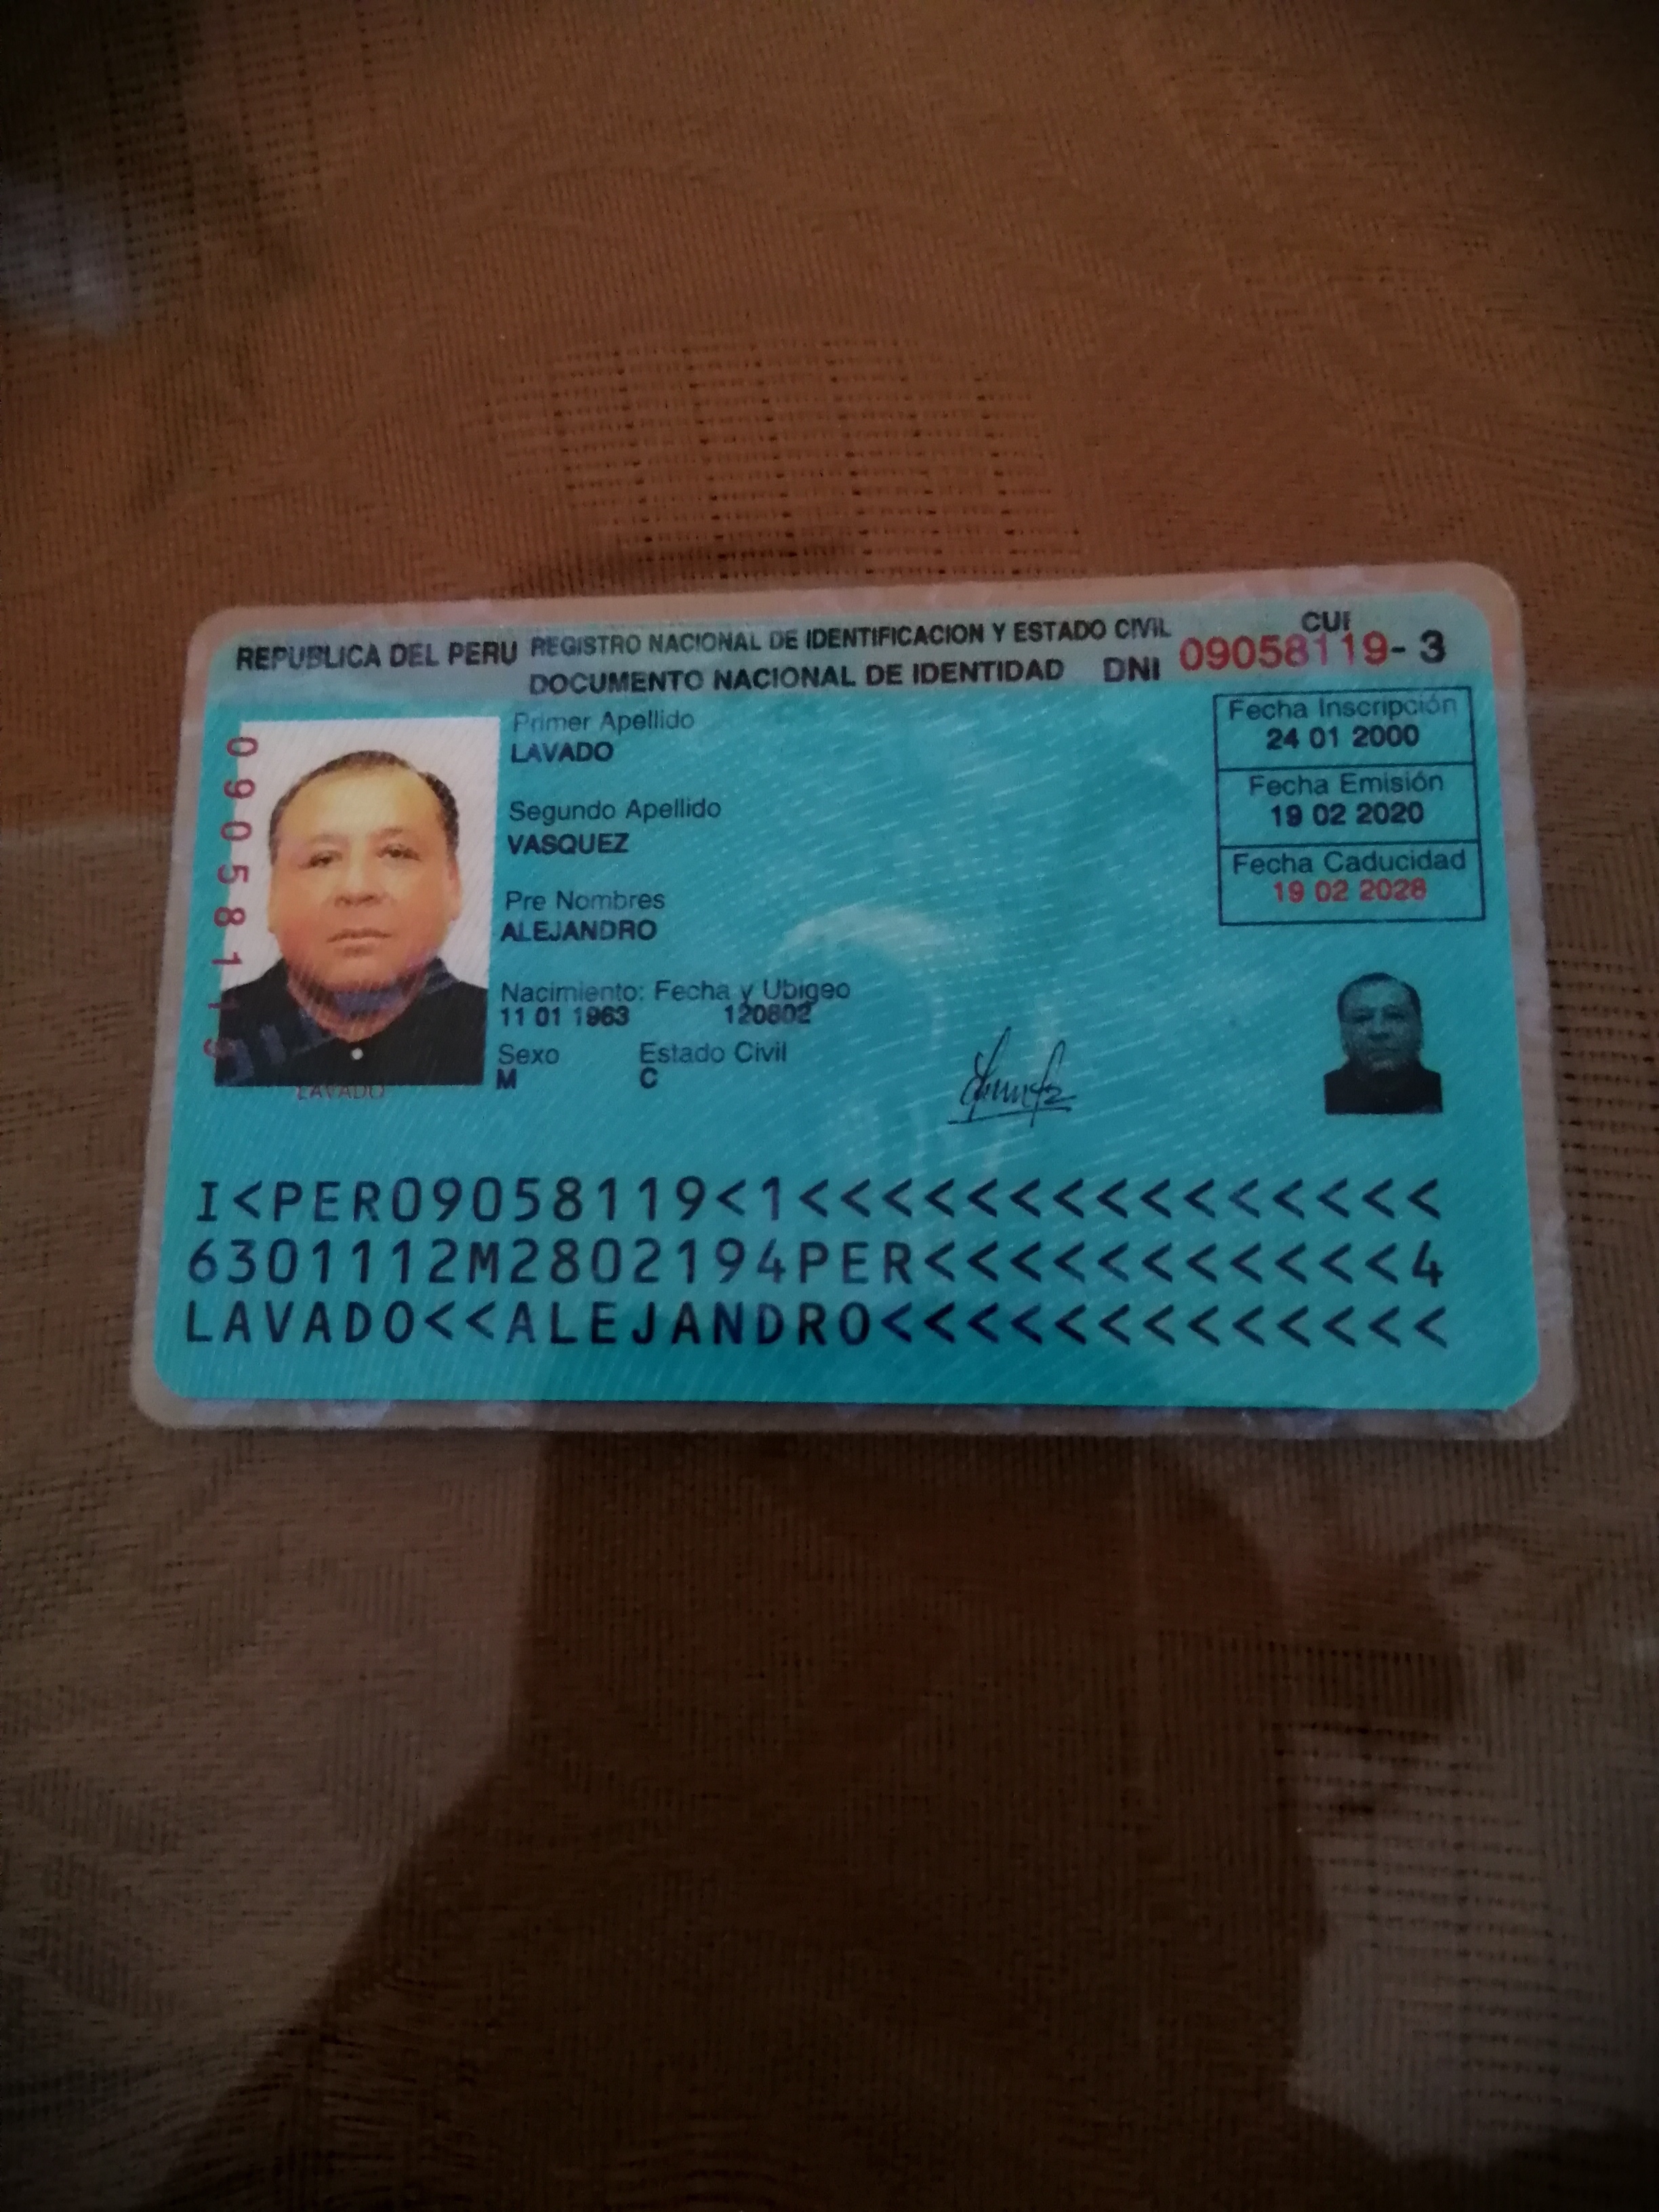 REPUBLICA DEL PERU REGISTRO NACIONAL DE IDENTIFICACION Y ESTADO CIVIL
DOCUMENTO NACIONAL DE IDENTIDAD DNI 09058119-3
CUI
Primer Apellido
LAVADO
Segundo Apellido
VASQUEZ
Pre Nombres
ALEJANDRO
Nacimiento: Fecha y Ubigeo
11 01 1963 120802
Sexo Estado Civil
M C
Fecha Inscripción
24 01 2000
Fecha Emisión
19 02 2020
Fecha Caducidad
19 02 2028
09058119
LAVADO
I<PER09058119<1<<<<<<<<<<<<<<<<
6301112M2802194PER<<<<<<<<<<<<4
LAVADO<<ALEJANDRO<<<<<<<<<<<<<<